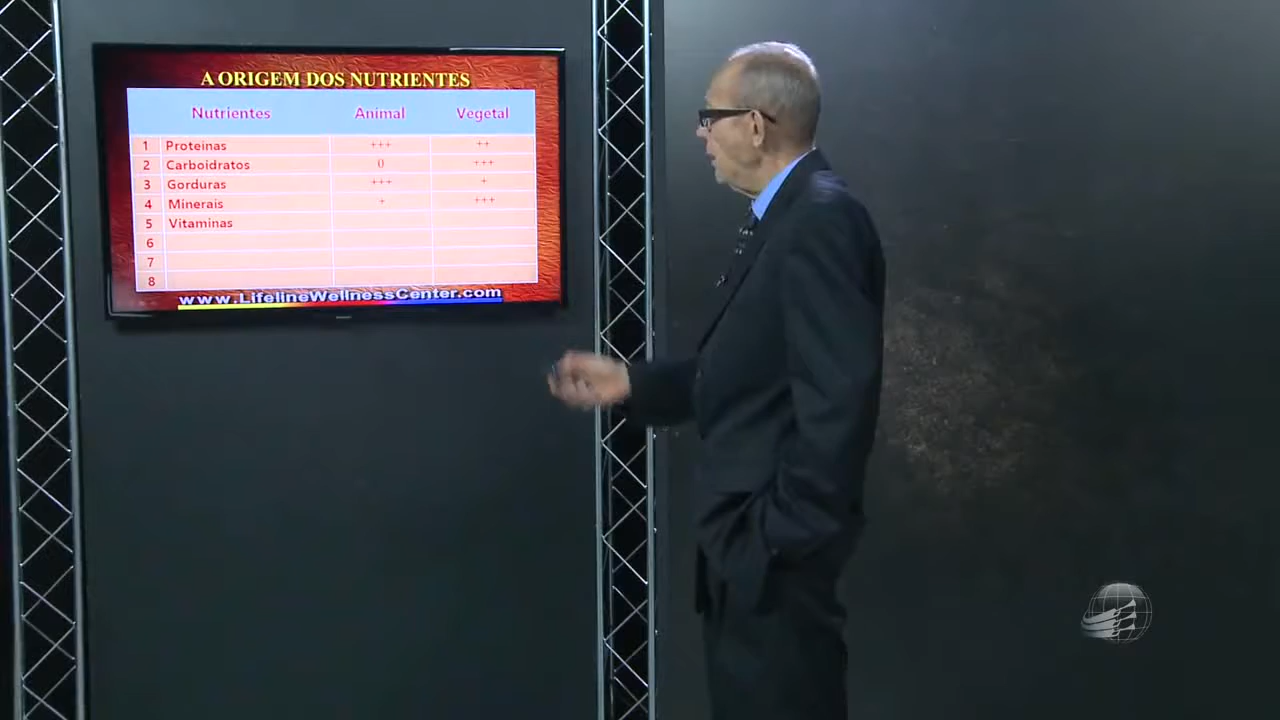 A ORIGEM DOS NUTRIENTES
Nutrientes Animal Vegetal
1 Proteinas +++ ++
2 Carboidratos 0 +++
3 Gorduras +++ +
4 Minerais + +++
5 Vitaminas
6
7
8
www.LifelineWellnessCenter.com